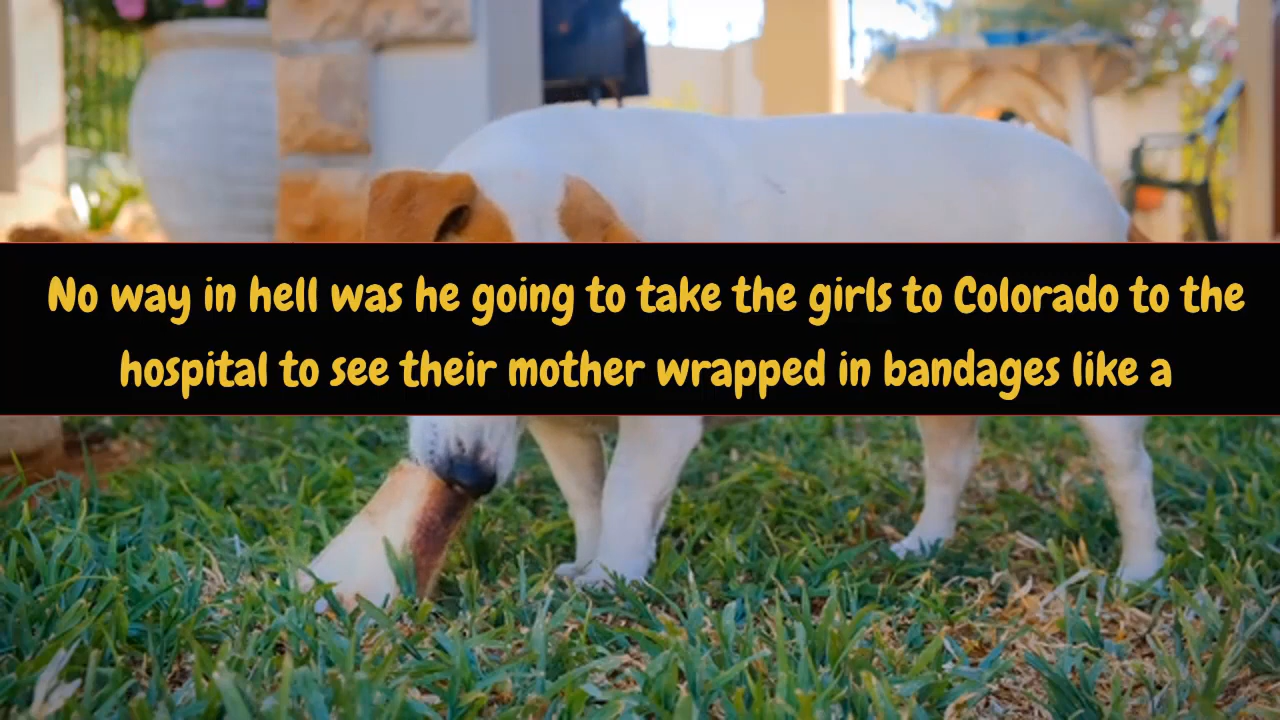 No way in hell was he going to take the girls to Colorado to the
hospital to see their mother wrapped in bandages like a